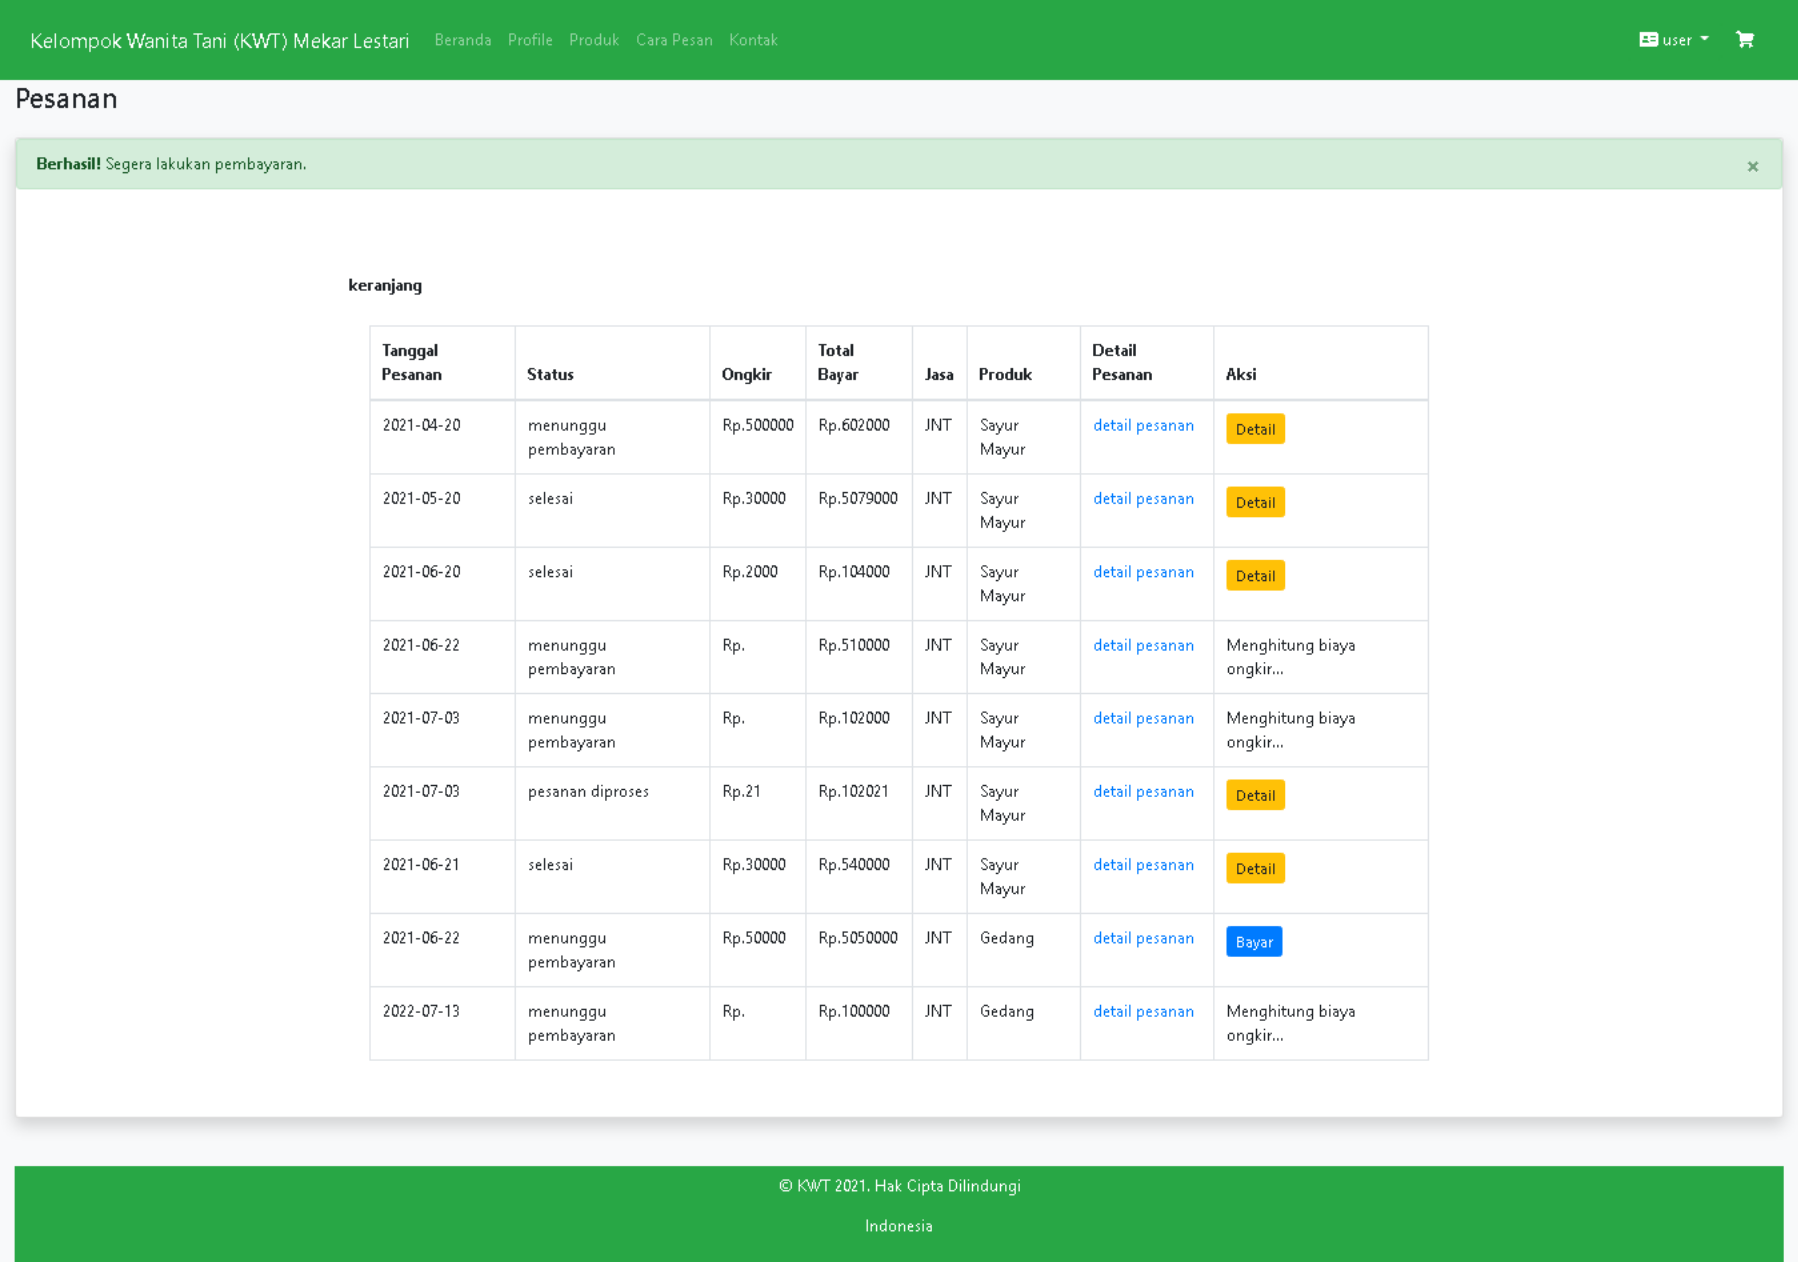 Kelompok Wanita Tani (KWT) Mekar Lestari Beranda Profile Produk Cara Pesan Kontak user
Pesanan
Berhasil! Segera lakukan pembayaran. ×
keranjang
Tanggal Pesanan Status Ongkir Total Bayar Jasa Produk Detail Pesanan Aksi
2021-04-20 menunggu pembayaran Rp.500000 Rp.602000 JNT Sayur Mayur detail pesanan Detail
2021-05-20 selesai Rp.30000 Rp.5079000 JNT Sayur Mayur detail pesanan Detail
2021-06-20 selesai Rp.2000 Rp.104000 JNT Sayur Mayur detail pesanan Detail
2021-06-22 menunggu pembayaran Rp. Rp.510000 JNT Sayur Mayur detail pesanan Menghitung biaya ongkir...
2021-07-03 menunggu pembayaran Rp. Rp.102000 JNT Sayur Mayur detail pesanan Menghitung biaya ongkir...
2021-07-03 pesanan diproses Rp.21 Rp.102021 JNT Sayur Mayur detail pesanan Detail
2021-06-21 selesai Rp.30000 Rp.540000 JNT Sayur Mayur detail pesanan Detail
2021-06-22 menunggu pembayaran Rp.50000 Rp.5050000 JNT Gedang detail pesanan Bayar
2022-07-13 menunggu pembayaran Rp. Rp.100000 JNT Gedang detail pesanan Menghitung biaya ongkir...
© KWT 2021. Hak Cipta Dilindungi
Indonesia